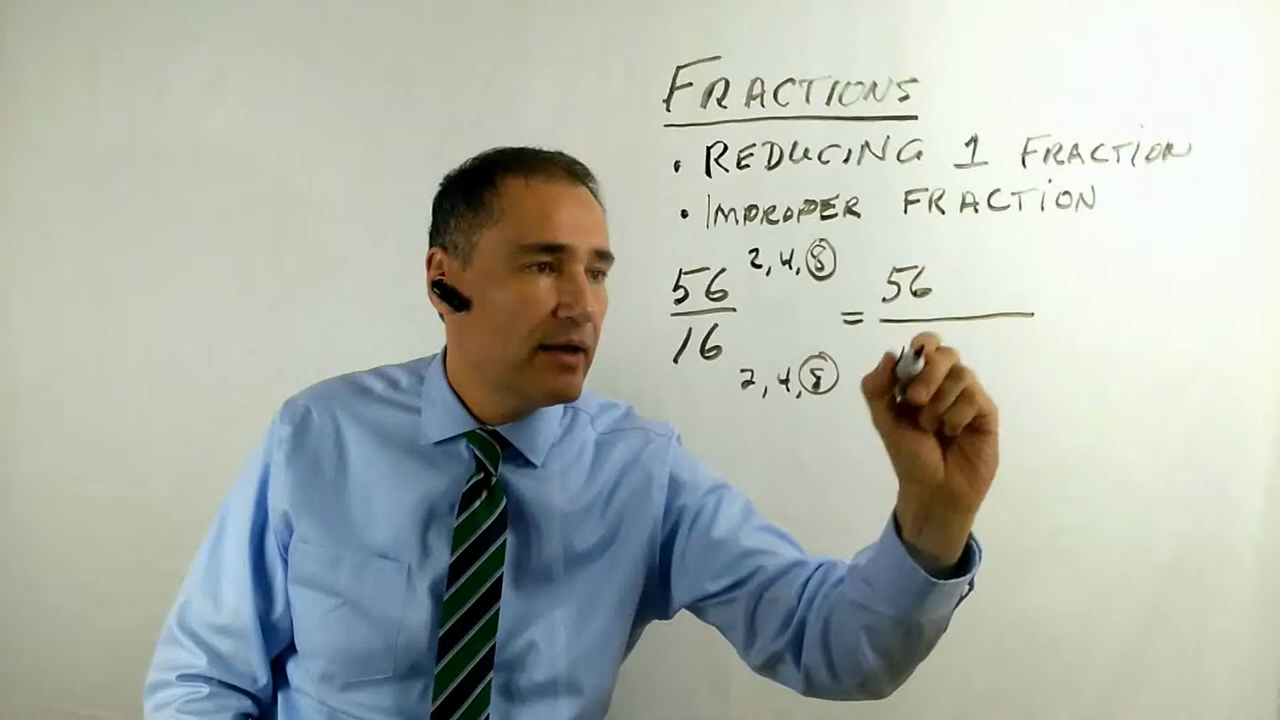 FRACTIONS
• REDUCING 1 FRACTION
• IMPROPER FRACTION
2, 4, 8
56
16
2, 4, 8
= 56